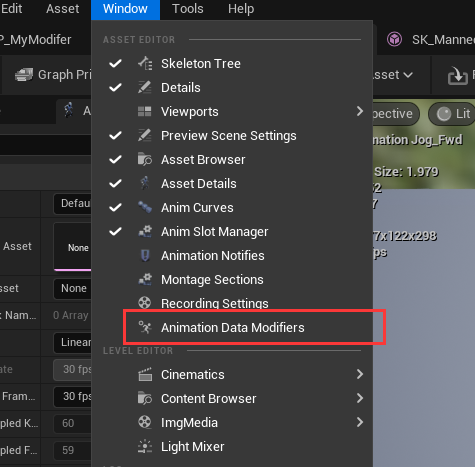 Edit Asset Window Tools Help
P_MyModifer
SK_Manne
Graph Pri
Asset
ASSET EDITOR
Skeleton Tree
Details
Viewports
Preview Scene Settings
Asset Browser
Asset Details
Anim Curves
Anim Slot Manager
Animation Notifies
Montage Sections
Recording Settings
Animation Data Modifiers
LEVEL EDITOR
Cinematics
Content Browser
ImgMedia
Light Mixer
A
Defau
Asset
None
sset
None
k Nam...
0 Array
Linear
ate
30 fps
Fram...
30 fps
pled K...
60
pled F...
59
pective
Lit
mation Jog_Fwd
Size: 1.979
52
7
7x122x298
ps